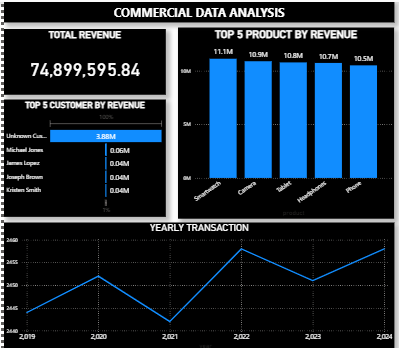 COMMERCIAL DATA ANALYSIS
TOTAL REVENUE
74,899,595.84
TOP 5 PRODUCT BY REVENUE
11.1M 10.9M 10.8M 10.7M 10.5M
10M
5M
0M
Smartwatch Camera Tablet Headphones Phone
TOP 5 CUSTOMER BY REVENUE
100%
Unknown Cus... 3.88M
Michael Jones 0.06M
James Lopez 0.04M
Joseph Brown 0.04M
Kristen Smith 0.04M
1%
YEARLY TRANSACTION
2460
2455
2450
2445
2440
2,019 2,020 2,021 2,022 2,023 2,024